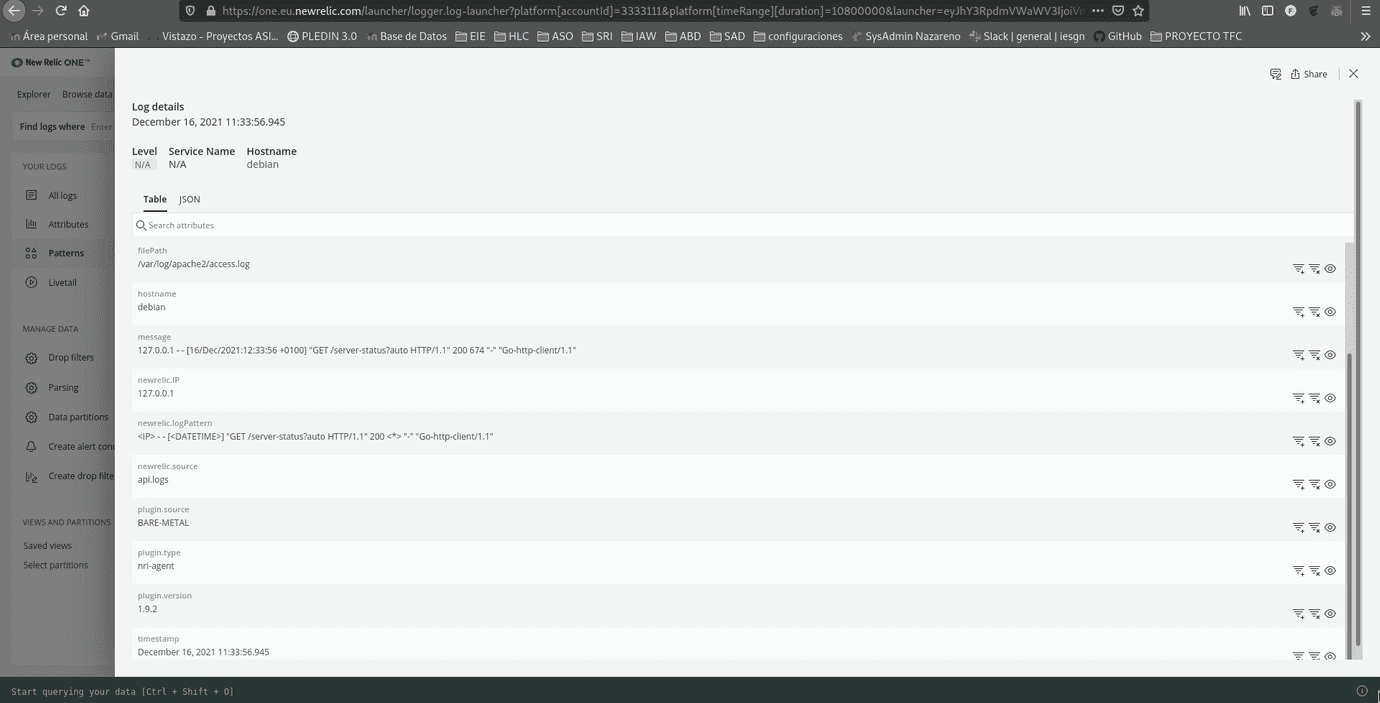 https://one.eu.newrelic.com/launcher/logger.log-launcher?platform[accountId]=3333111&platform[timeRange][duration]=10800000&launcher=eyJhY3RpdmVWaWV3IjoiVn
Área personal Gmail Vistazo - Proyectos ASI... PLEDIN 3.0 Base de Datos EIE HLC ASO SRI IAW ABD SAD configuraciones SysAdmin Nazareno Slack | general | iesgn GitHub PROYECTO TFC
New Relic ONE™
Share
Explorer Browse data
Find logs where Enter
YOUR LOGS
All logs
Attributes
Patterns
Livetail
MANAGE DATA
Drop filters
Parsing
Data partitions
Create alert con
Create drop filte
VIEWS AND PARTITIONS
Saved views
Select partitions
Log details
December 16, 2021 11:33:56.945
Level Service Name Hostname
N/A N/A debian
Table JSON
Search attributes
filePath
/var/log/apache2/access.log
hostname
debian
message
127.0.0.1 - - [16/Dec/2021:12:33:56 +0100] "GET /server-status?auto HTTP/1.1" 200 674 "-" "Go-http-client/1.1"
newrelic.IP
127.0.0.1
newrelic.logPattern
<IP> - - [<DATETIME>] "GET /server-status?auto HTTP/1.1" 200 <*> "-" "Go-http-client/1.1"
newrelic.source
api.logs
plugin.source
BARE-METAL
plugin.type
nri-agent
plugin.version
1.9.2
timestamp
December 16, 2021 11:33:56.945
Start querying your data [Ctrl + Shift + O]